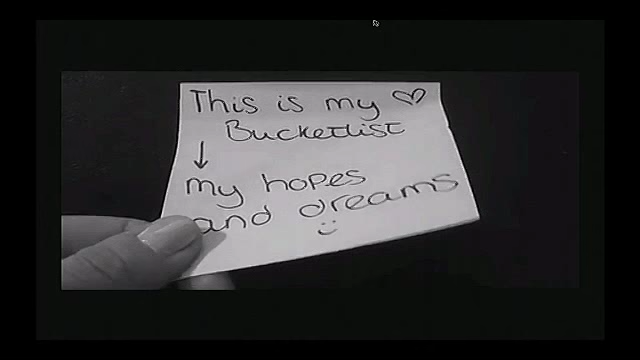 This is my ♡
Bucketlist
↓
my hopes
and dreams
:)